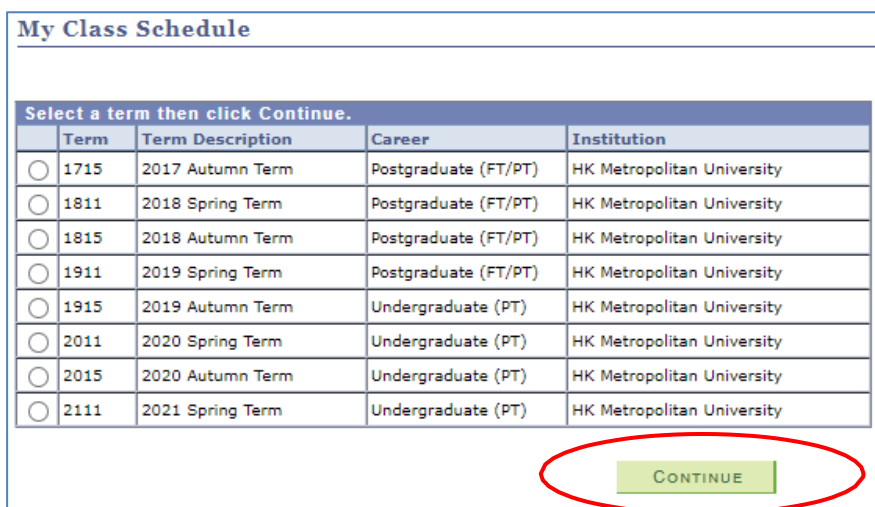 My Class Schedule
Select a term then click Continue.
Term Term Description Career Institution
1715 2017 Autumn Term Postgraduate (FT/PT) HK Metropolitan University
1811 2018 Spring Term Postgraduate (FT/PT) HK Metropolitan University
1815 2018 Autumn Term Postgraduate (FT/PT) HK Metropolitan University
1911 2019 Spring Term Postgraduate (FT/PT) HK Metropolitan University
1915 2019 Autumn Term Undergraduate (PT) HK Metropolitan University
2011 2020 Spring Term Undergraduate (PT) HK Metropolitan University
2015 2020 Autumn Term Undergraduate (PT) HK Metropolitan University
2111 2021 Spring Term Undergraduate (PT) HK Metropolitan University
CONTINUE